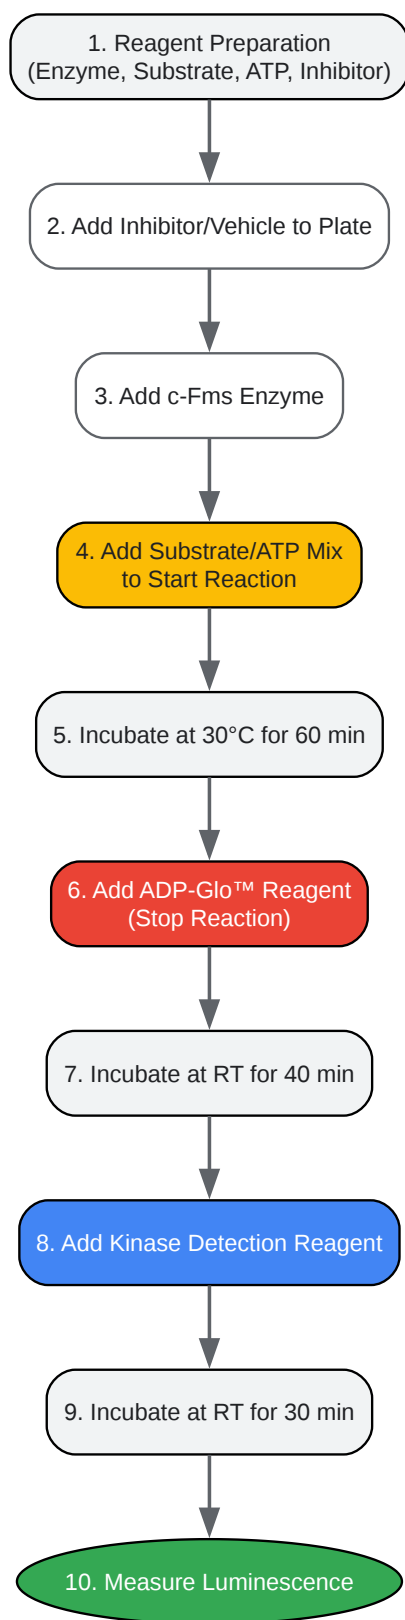 1. Reagent Preparation
(Enzyme, Substrate, ATP, Inhibitor)
2. Add Inhibitor/Vehicle to Plate
3. Add c-Fms Enzyme
4. Add Substrate/ATP Mix
to Start Reaction
5. Incubate at 30°C for 60 min
6. Add ADP-Glo™ Reagent
(Stop Reaction)
7. Incubate at RT for 40 min
8. Add Kinase Detection Reagent
9. Incubate at RT for 30 min
10. Measure Luminescence